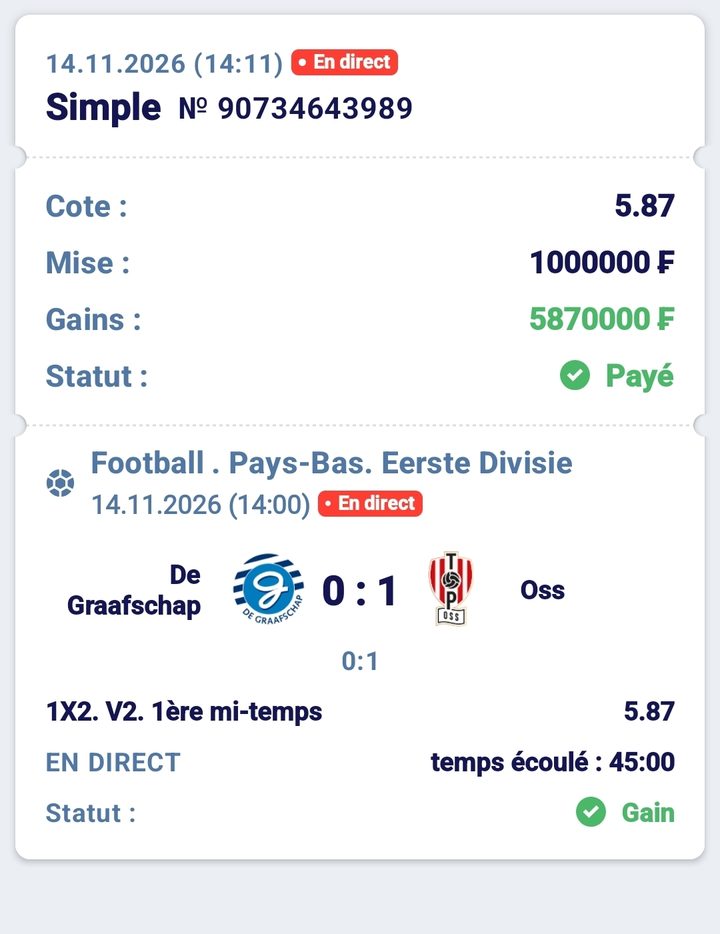 14.11.2026 (14:11) • En direct
Simple № 90734643989
Cote : 5.87
Mise : 1000000 ₣
Gains : 5870000 ₣
Statut : Payé
Football . Pays-Bas. Eerste Divisie
14.11.2026 (14:00) • En direct
De Graafschap
DE GRAAFSCHAP
0 : 1
TOP
OSS
Oss
0:1
1X2. V2. 1ère mi-temps 5.87
EN DIRECT temps écoulé : 45:00
Statut : Gain